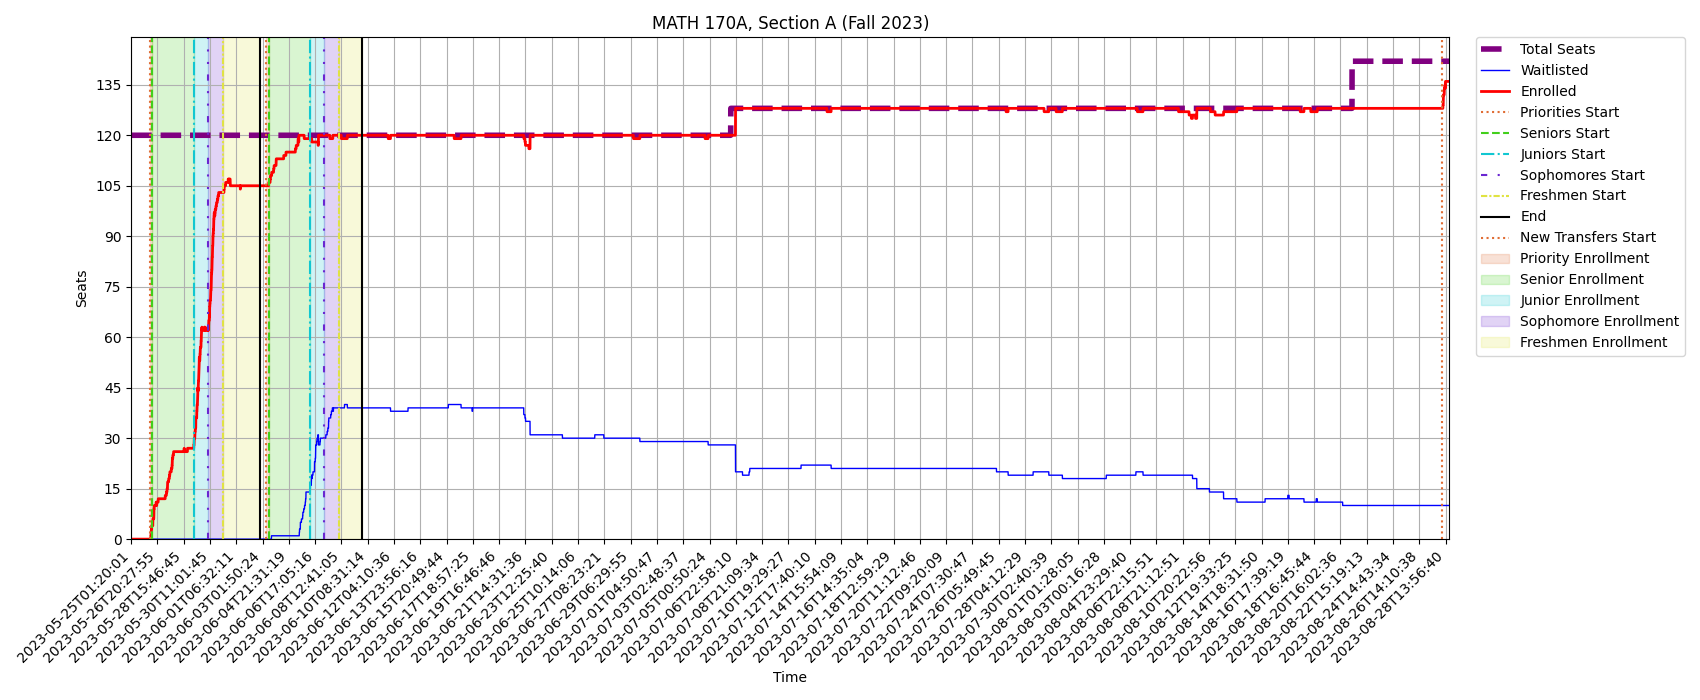 MATH 170A, Section A (Fall 2023)
Seats
135
120
105
90
75
60
45
30
15
0
2023-05-25T01:20:01
2023-05-26T20:27:55
2023-05-28T15:46:45
2023-05-30T11:01:45
2023-06-01T06:32:11
2023-06-03T01:50:24
2023-06-04T21:31:19
2023-06-06T17:05:16
2023-06-08T12:41:05
2023-06-10T08:31:14
2023-06-12T04:10:36
2023-06-13T23:56:16
2023-06-15T20:49:44
2023-06-17T18:57:25
2023-06-19T16:46:46
2023-06-21T14:31:36
2023-06-23T12:25:40
2023-06-25T10:14:06
2023-06-27T08:23:21
2023-06-29T06:29:55
2023-07-01T04:50:47
2023-07-03T02:48:37
2023-07-05T00:50:24
2023-07-06T22:58:10
2023-07-08T21:09:34
2023-07-10T19:29:27
2023-07-12T17:40:10
2023-07-14T15:54:09
2023-07-16T14:35:04
2023-07-18T12:59:29
2023-07-20T11:12:46
2023-07-22T09:20:09
2023-07-24T07:30:47
2023-07-26T05:49:45
2023-07-28T04:12:29
2023-07-30T02:40:39
2023-08-01T01:28:05
2023-08-03T00:16:28
2023-08-04T23:29:40
2023-08-06T22:15:51
2023-08-08T21:12:51
2023-08-10T20:22:56
2023-08-12T19:33:25
2023-08-14T18:31:50
2023-08-16T17:39:19
2023-08-18T16:45:44
2023-08-20T16:02:36
2023-08-22T15:19:13
2023-08-24T14:43:34
2023-08-26T14:10:38
2023-08-28T13:56:40
Time
Total Seats
Waitlisted
Enrolled
Priorities Start
Seniors Start
Juniors Start
Sophomores Start
Freshmen Start
End
New Transfers Start
Priority Enrollment
Senior Enrollment
Junior Enrollment
Sophomore Enrollment
Freshmen Enrollment